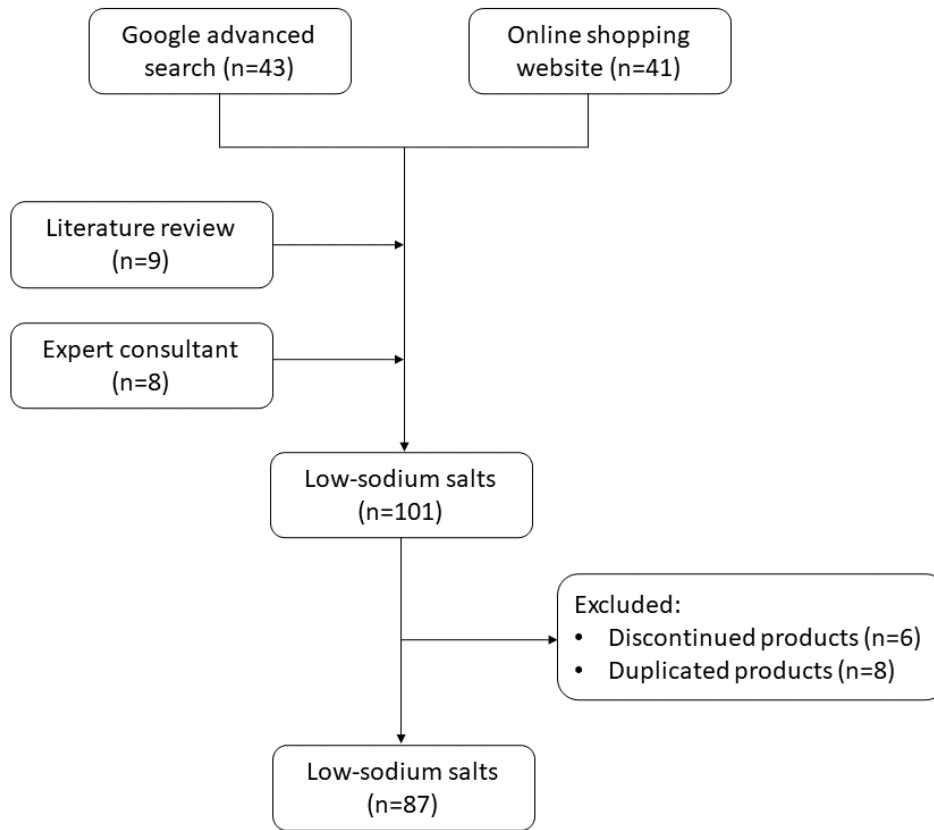 Google advanced
search (n=43)
Online shopping
website (n=41)
Literature review
(n=9)
Expert consultant
(n=8)
Low-sodium salts
(n=101)
Excluded:
• Discontinued products (n=6)
• Duplicated products (n=8)
Low-sodium salts
(n=87)